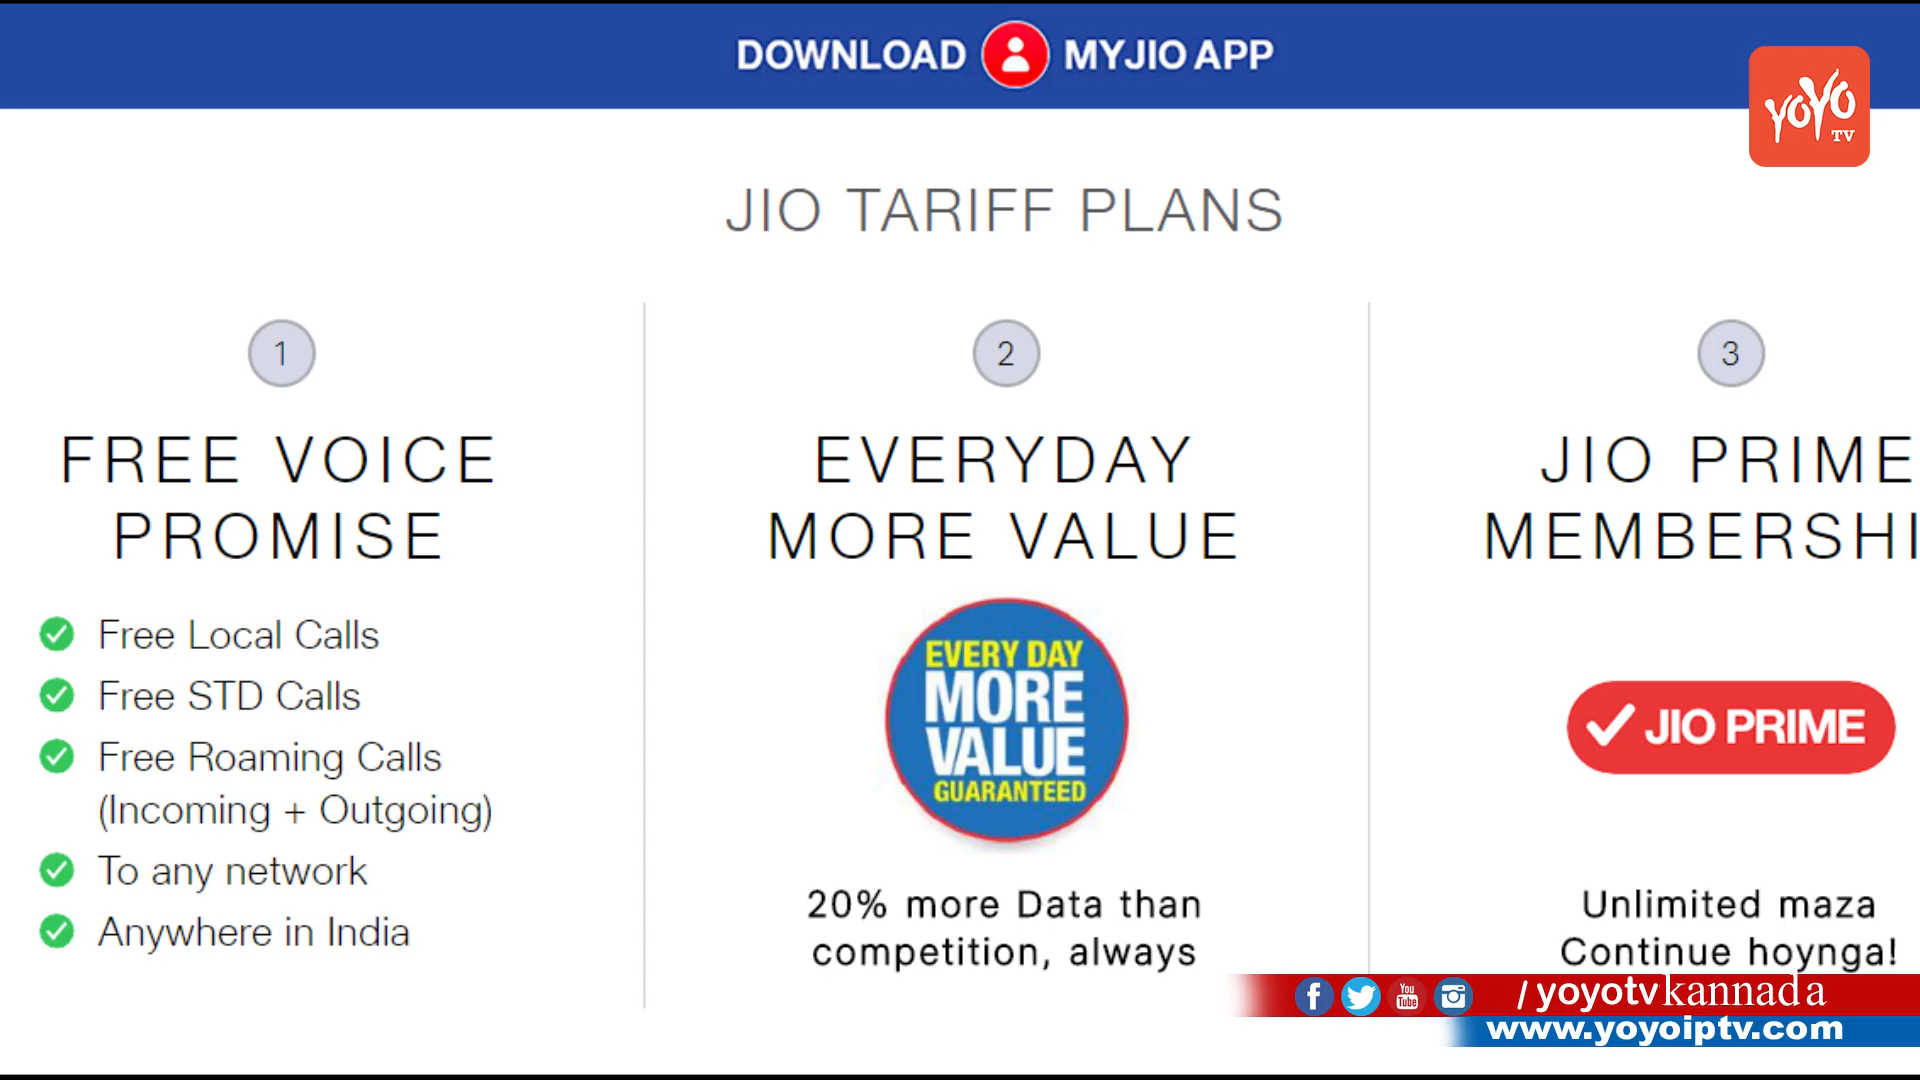 DOWNLOAD MYJIO APP
YOYO
TV
JIO TARIFF PLANS
1
FREE VOICE
PROMISE
Free Local Calls
Free STD Calls
Free Roaming Calls
(Incoming + Outgoing)
To any network
Anywhere in India
2
EVERYDAY
MORE VALUE
EVERY DAY
MORE
VALUE
GUARANTEED
20% more Data than
competition, always
3
JIO PRIME
MEMBERSHI
JIO PRIME
Unlimited maza
Continue hoynga!
You
Tube
/yoyotvkannada
www.yoyoiptv.com